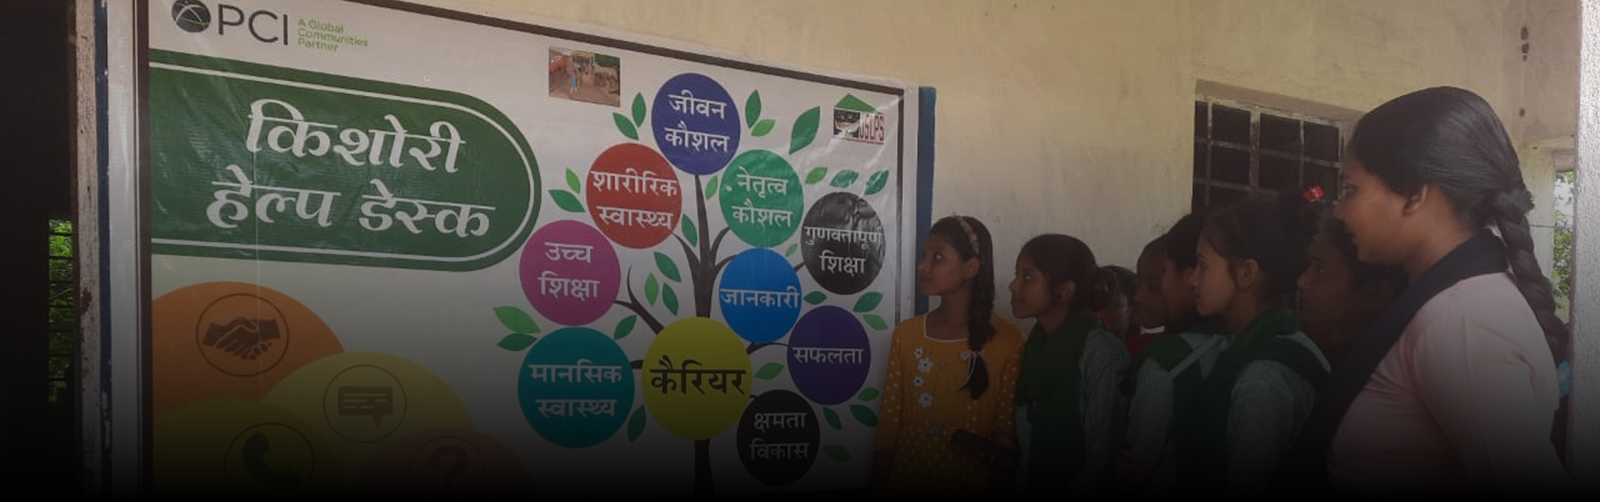 PCI
A Global
Communities
Partner
किशोरी
हेल्प डेस्क
जीवन
कौशल
शारीरिक
स्वास्थ्य
नेतृत्व
कौशल
गुणवत्तापूर्ण
शिक्षा
उच्च
शिक्षा
जानकारी
मानसिक
स्वास्थ्य
कैरियर
सफलता
क्षमता
विकास